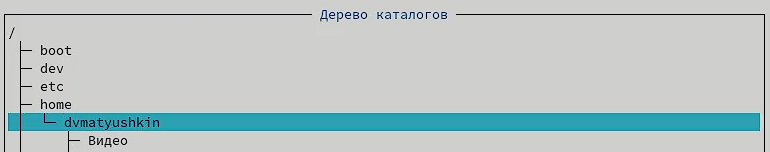 Дерево каталогов
/
boot
dev
etc
home
dvmatyushkin
Видео